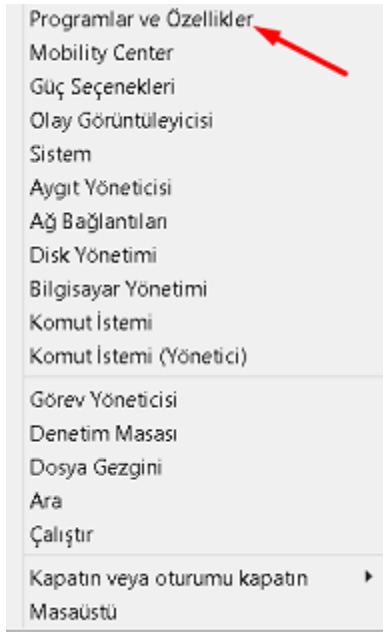 Programlar ve Özellikler
Mobility Center
Güç Seçenekleri
Olay Görüntüleyicisi
Sistem
Aygıt Yöneticisi
Ağ Bağlantıları
Disk Yönetimi
Bilgisayar Yönetimi
Komut İstemi
Komut İstemi (Yönetici)
Görev Yöneticisi
Denetim Masası
Dosya Gezgini
Ara
Çalıştır
Kapatın veya oturumu kapatın
Masaüstü